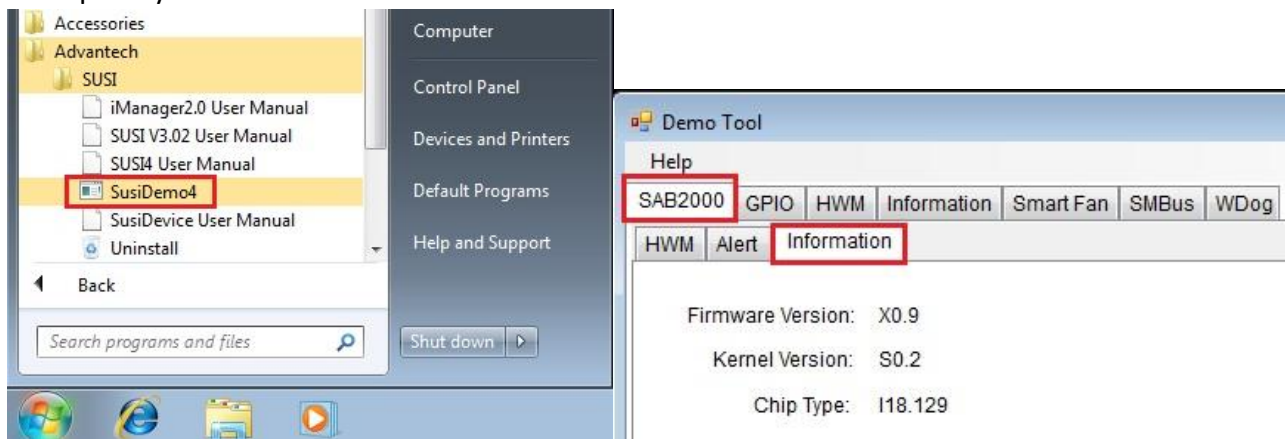 Accessories
Advantech
SUSI
iManager2.0 User Manual
SUSI V3.02 User Manual
SUSI4 User Manual
SusiDemo4
SusiDevice User Manual
Uninstall
Back
Search programs and files
Computer
Control Panel
Devices and Printers
Default Programs
Help and Support
Shut down
Demo Tool
Help
SAB2000 GPIO HWM Information Smart Fan SMBus WDog
HWM Alert Information
Firmware Version: X0.9
Kernel Version: S0.2
Chip Type: I18.129